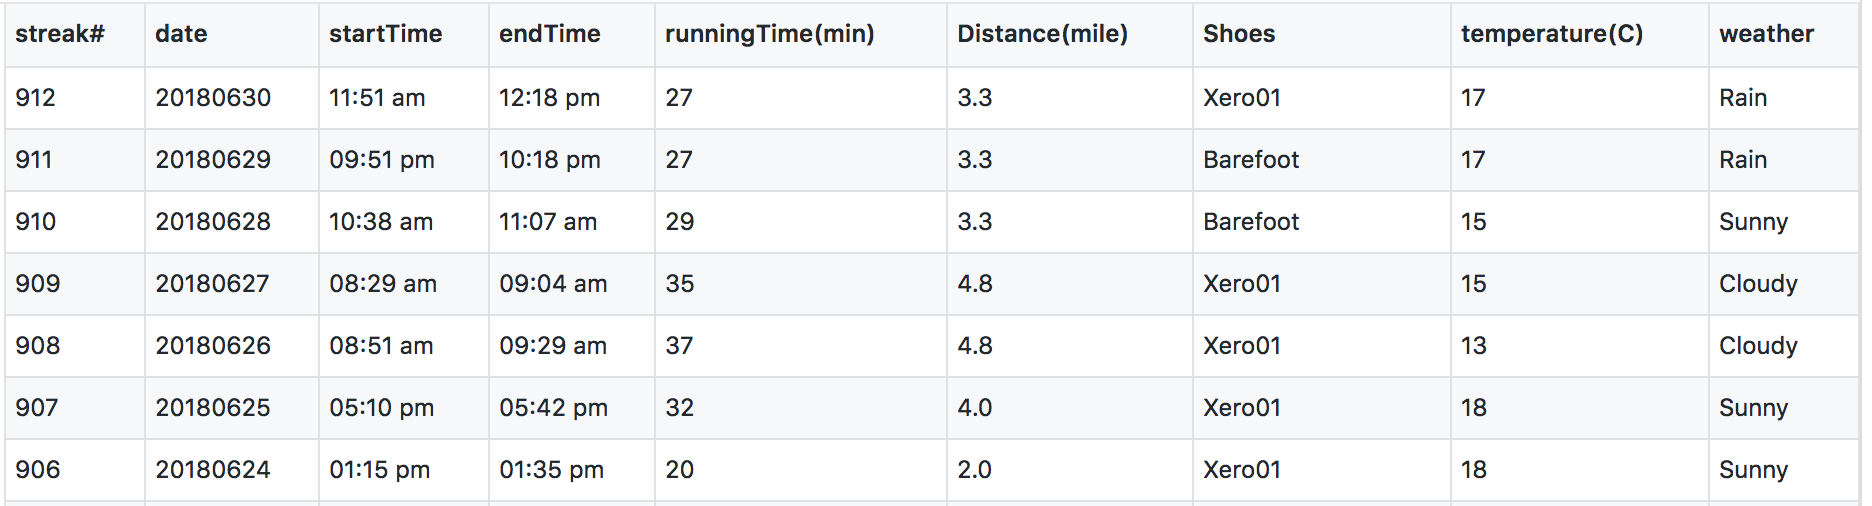 streak# date startTime endTime runningTime(min) Distance(mile) Shoes temperature(C) weather
912 20180630 11:51 am 12:18 pm 27 3.3 Xero01 17 Rain
911 20180629 09:51 pm 10:18 pm 27 3.3 Barefoot 17 Rain
910 20180628 10:38 am 11:07 am 29 3.3 Barefoot 15 Sunny
909 20180627 08:29 am 09:04 am 35 4.8 Xero01 15 Cloudy
908 20180626 08:51 am 09:29 am 37 4.8 Xero01 13 Cloudy
907 20180625 05:10 pm 05:42 pm 32 4.0 Xero01 18 Sunny
906 20180624 01:15 pm 01:35 pm 20 2.0 Xero01 18 Sunny